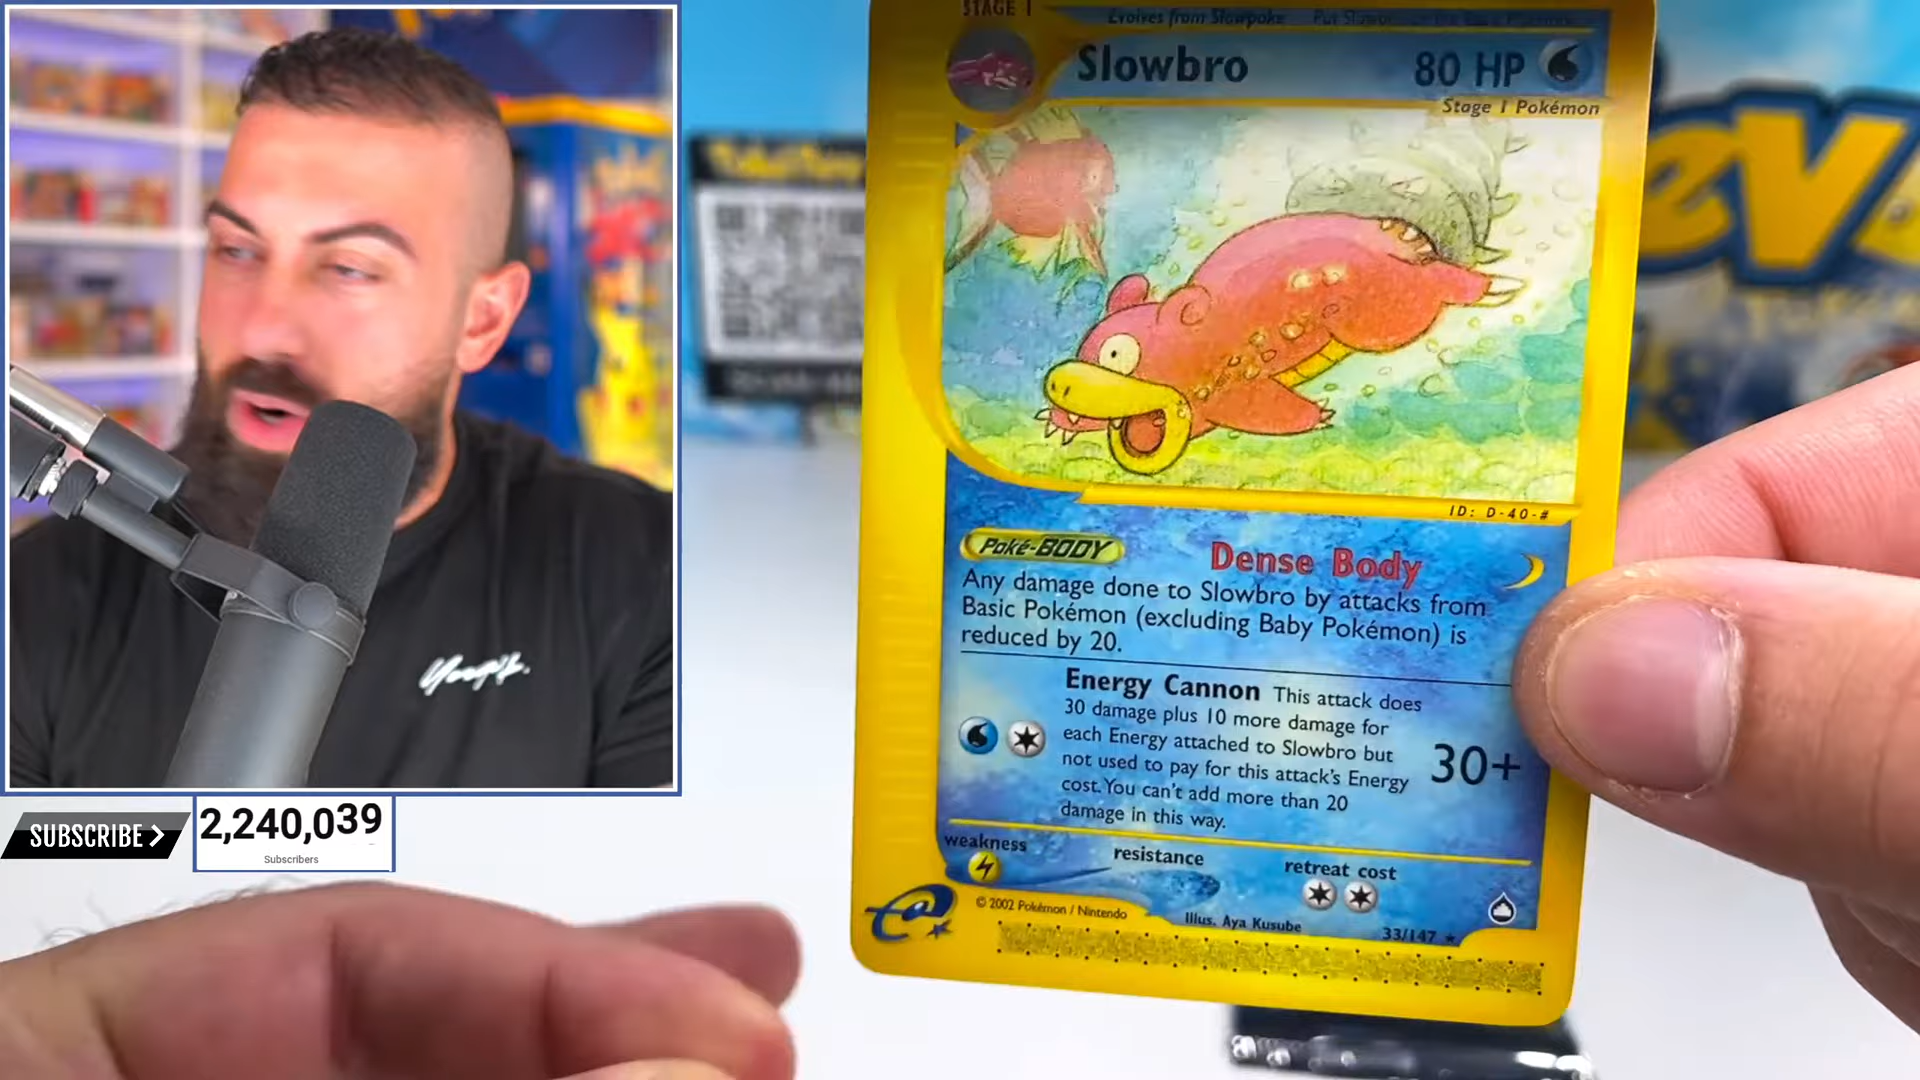 STAGE 1
Evolves from Slowpoke
Slowbro
80 HP
Stage 1 Pokémon
ID: D-40-#
Poké-BODY
Dense Body
Any damage done to Slowbro by attacks from
Basic Pokémon (excluding Baby Pokémon) is
reduced by 20.
Energy Cannon This attack does
30 damage plus 10 more damage for
each Energy attached to Slowbro but
not used to pay for this attack's Energy
cost. You can't add more than 20
damage in this way.
30+
weakness
resistance
retreat cost
© 2002 Pokémon / Nintendo
Illus. Aya Kusube
33/147 ★
SUBSCRIBE >
2,240,039
Subscribers